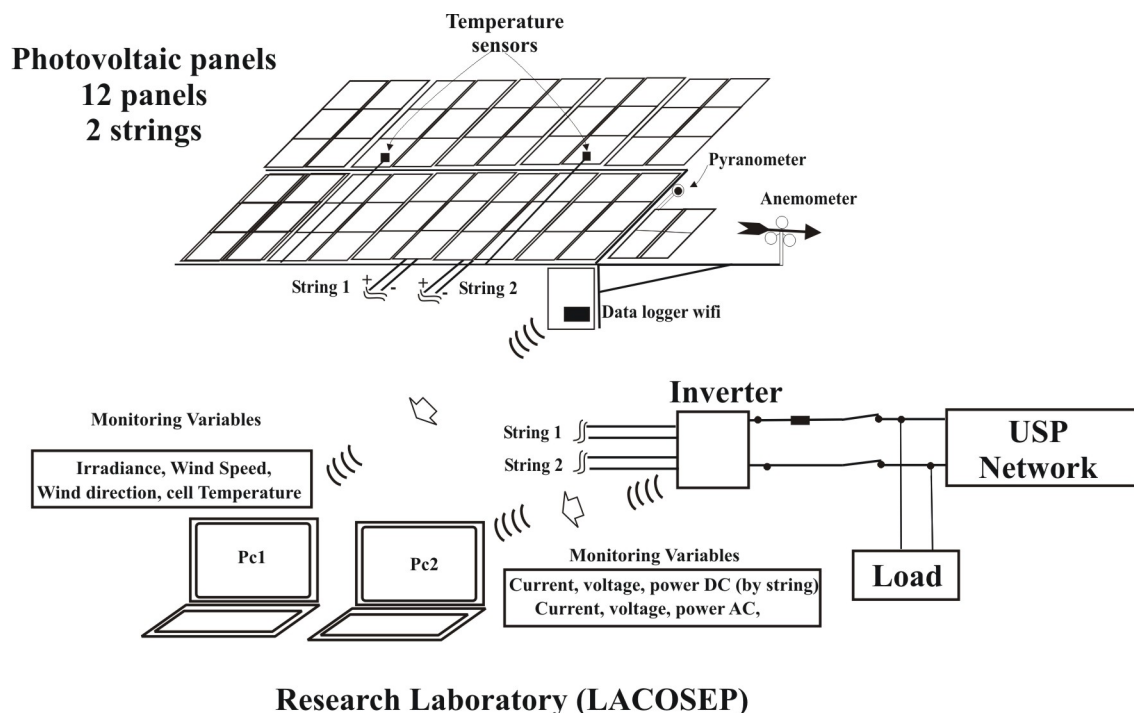 Temperature
sensors
Photovoltaic panels
12 panels
2 strings
Pyranometer
Anemometer
String 1
+
-
+
-
String 2
Data logger wifi
Inverter
Monitoring Variables
String 1
String 2
USP
Network
Irradiance, Wind Speed,
Wind direction, cell Temperature
Pc1
Pc2
Monitoring Variables
Load
Current, voltage, power DC (by string)
Current, voltage, power AC,
Research Laboratory (LACOSEP)